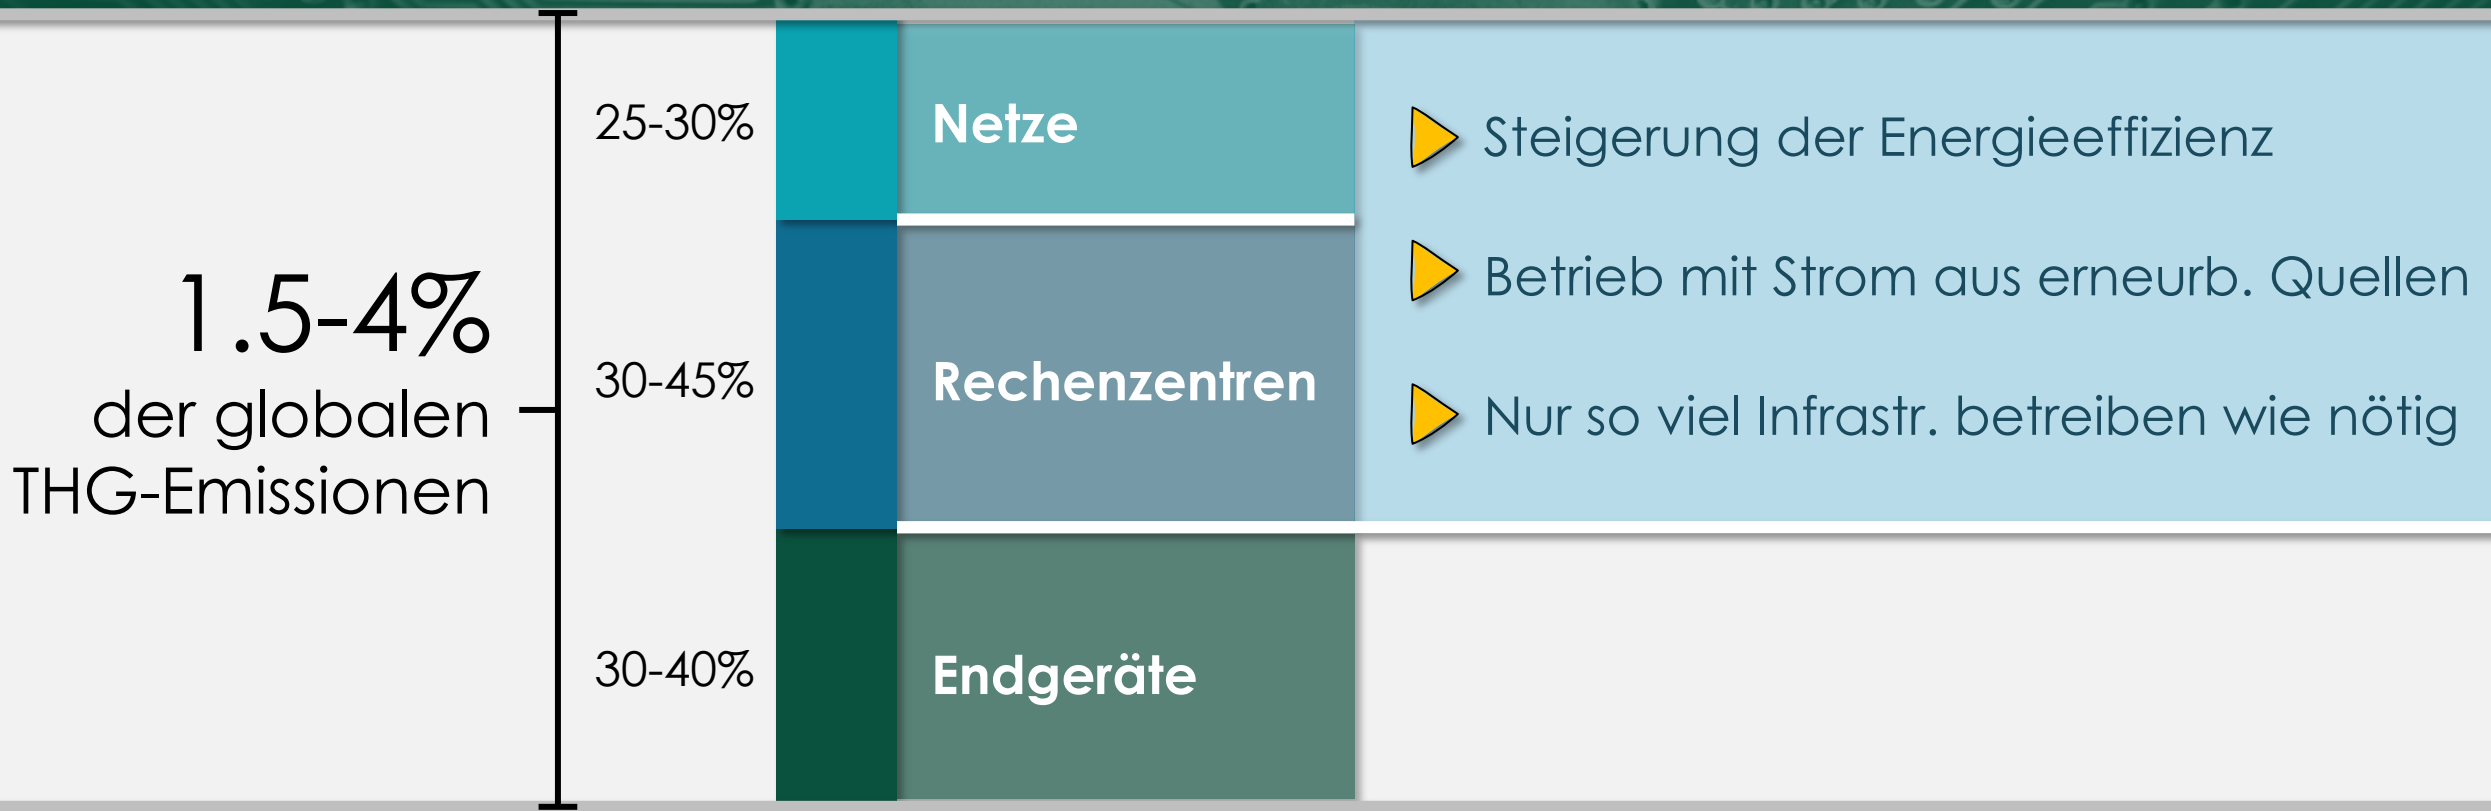 1.5-4%
der globalen
THG-Emissionen
25-30%
Netze
30-45%
Rechenzentren
30-40%
Endgeräte
Steigerung der Energieeffizienz
Betrieb mit Strom aus erneurb. Quellen
Nur so viel Infrastr. betreiben wie nötig